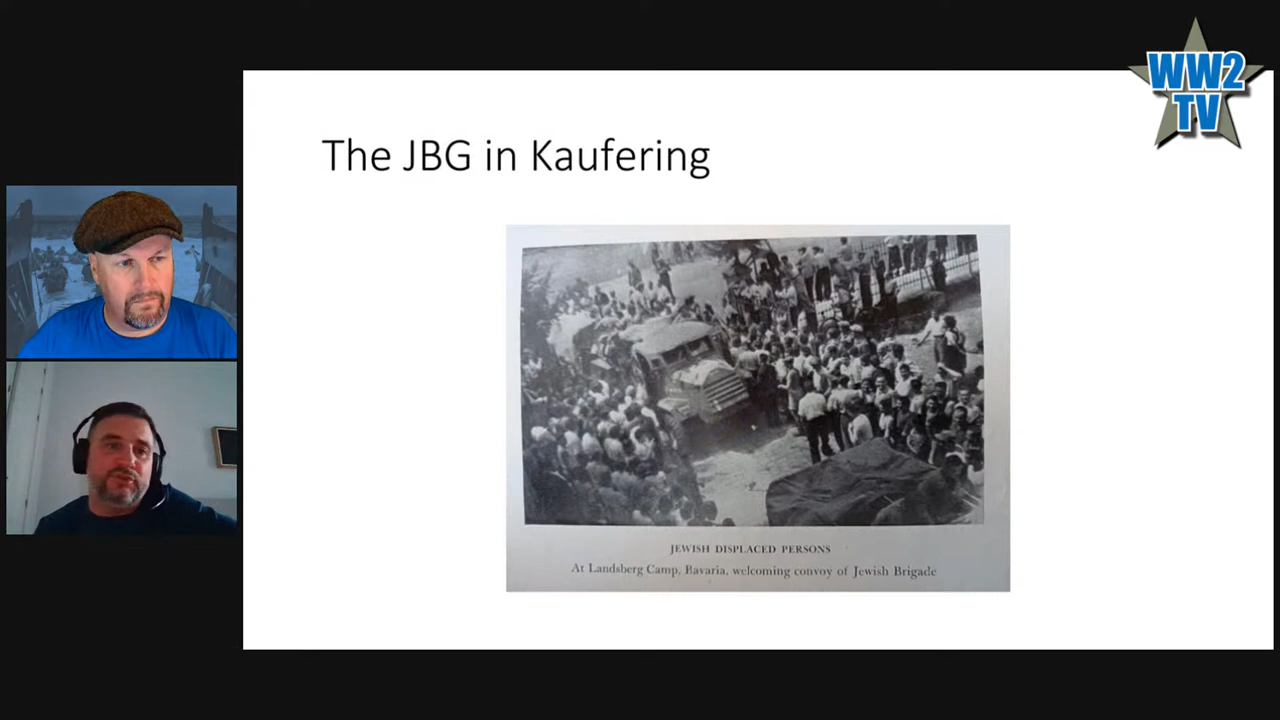 WW2
TV
The JBG in Kaufering
JEWISH DISPLACED PERSONS
At Landsberg Camp, Bavaria, welcoming convoy of Jewish Brigade